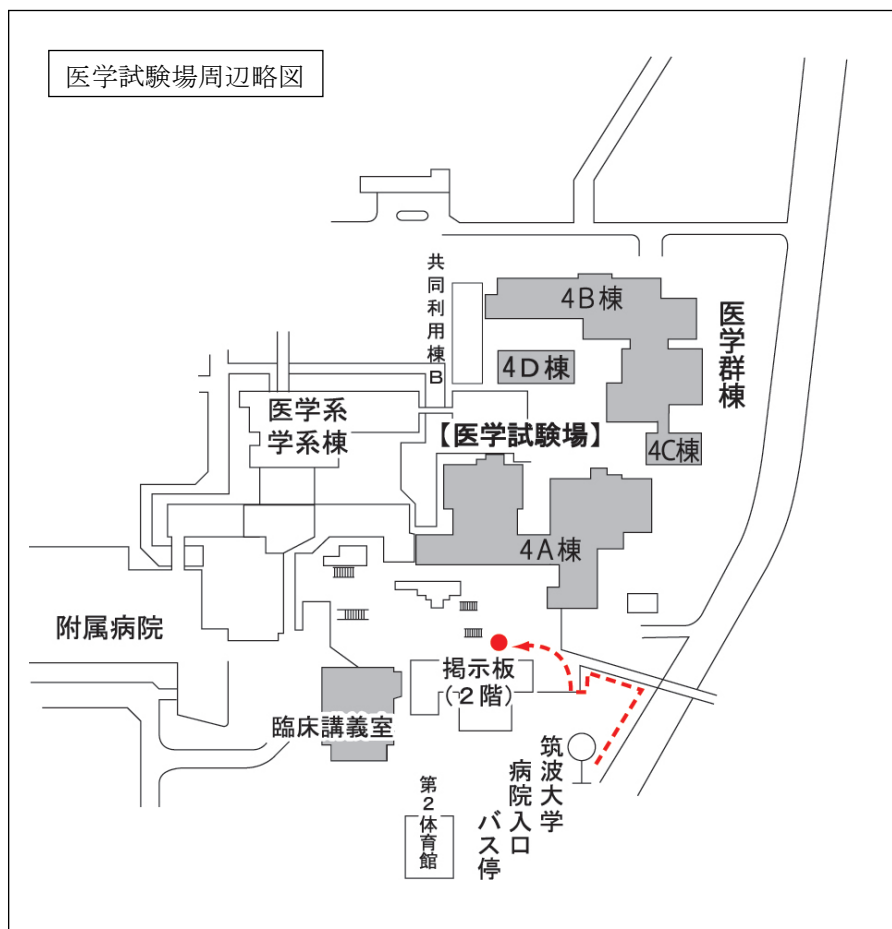 医学試験場周辺略図
共同利用棟B
4B棟
医学群棟
4D棟
医学系
学系棟
【医学試験場】
4C棟
4A棟
附属病院
掲示板
(2階)
臨床講義室
筑波大学
病院入口
バス停
第2体育館